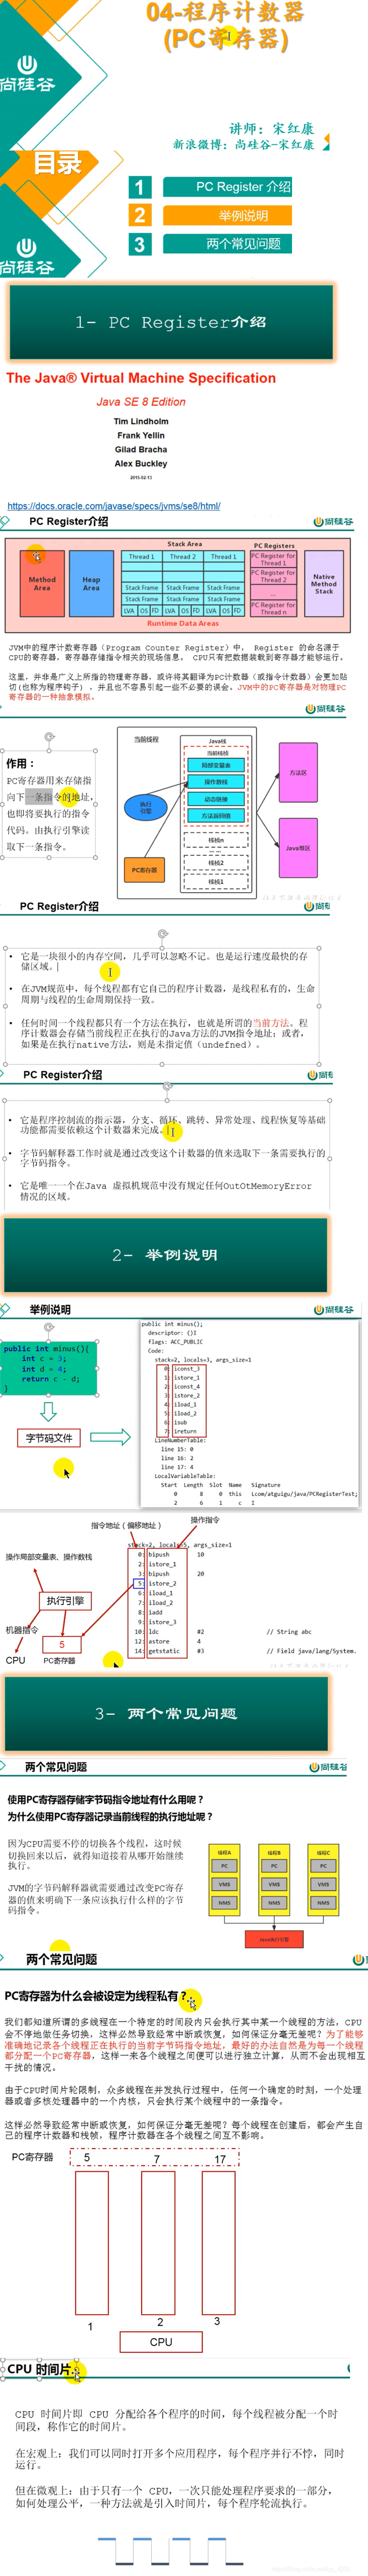 04-程序计数器
(PC寄存器)
尚硅谷
讲师：宋红康
新浪微博：尚硅谷-宋红康
目录
1 PC Register 介绍
2 举例说明
3 两个常见问题
尚硅谷
1- PC Register介绍
The Java® Virtual Machine Specification
Java SE 8 Edition
Tim Lindholm
Frank Yellin
Gilad Bracha
Alex Buckley
2015-02-13
https://docs.oracle.com/javase/specs/jvms/se8/html/
PC Register介绍
尚硅谷
Stack Area
PC Registers
Method Area
Heap Area
Thread 1 Thread 2 Thread 1
Stack Frame Stack Frame Stack Frame
Stack Frame Stack Frame Stack Frame
LVA OS FD LVA OS FD LVA OS FD
PC Register for Thread 1
PC Register for Thread 2
...
PC Register for Thread n
Native Method Stack
Runtime Data Areas
JVM中的程序计数寄存器（Program Counter Register）中， Register 的命名源于
CPU的寄存器，寄存器存储指令相关的现场信息。 CPU只有把数据装载到寄存器才能够运行。
这里，并非是广义上所指的物理寄存器，或许将其翻译为PC计数器（或指令计数器）会更加贴
切（也称为程序钩子），并且也不容易引起一些不必要的误会。JVM中的PC寄存器是对物理PC
寄存器的一种抽象模拟。
尚硅谷
作用：
PC寄存器用来存储指
向下一条指令的地址，
也即将要执行的指令
代码。由执行引擎读
取下一条指令。
当前线程
Java栈
当前栈帧
局部变量表
操作数栈
动态链接
方法返回值
执行引擎
PC寄存器
栈帧n
... ...
栈帧2
栈帧1
方法区
Java堆区
PC Register介绍
尚硅
• 它是一块很小的内存空间，几乎可以忽略不记。也是运行速度最快的存
储区域。
• 在JVM规范中，每个线程都有它自己的程序计数器，是线程私有的，生命
周期与线程的生命周期保持一致。
• 任何时间一个线程都只有一个方法在执行，也就是所谓的当前方法。程
序计数器会存储当前线程正在执行的Java方法的JVM指令地址；或者，
如果是在执行native方法，则是未指定值（undefned）。
PC Register介绍
尚硅
• 它是程序控制流的指示器，分支、循环、跳转、异常处理、线程恢复等基础
功能都需要依赖这个计数器来完成。
• 字节码解释器工作时就是通过改变这个计数器的值来选取下一条需要执行的
字节码指令。
• 它是唯一一个在Java 虚拟机规范中没有规定任何OutOtMemoryError
情况的区域。
2- 举例说明
举例说明
尚硅谷
public int minus(){
int c = 3;
int d = 4;
return c - d;
}
字节码文件
public int minus();
descriptor: ()I
flags: ACC_PUBLIC
Code:
stack=2, locals=3, args_size=1
0: iconst_3
1: istore_1
2: iconst_4
3: istore_2
4: iload_1
5: iload_2
6: isub
7: ireturn
LineNumberTable:
line 15: 0
line 16: 2
line 17: 4
LocalVariableTable:
Start Length Slot Name Signature
0 8 0 this Lcom/atguigu/java/PCRegisterTest;
2 6 1 c I
指令地址（偏移地址）
操作指令
stack=2, locals=5, args_size=1
操作局部变量表、操作数栈
0: bipush 10
2: istore_1
3: bipush 20
5: istore_2
6: iload_1
7: iload_2
8: iadd
9: istore_3
10: ldc #2 // String abc
12: astore 4
14: getstatic #3 // Field java/lang/System.
执行引擎
机器指令
5
CPU
PC寄存器
3- 两个常见问题
两个常见问题
尚硅谷
使用PC寄存器存储字节码指令地址有什么用呢？
为什么使用PC寄存器记录当前线程的执行地址呢？
因为CPU需要不停的切换各个线程，这时候
切换回来以后，就得知道接着从哪开始继续
执行。
JVM的字节码解释器就需要通过改变PC寄存
器的值来明确下一条应该执行什么样的字节
码指令。
线程A 线程B 线程C
PC PC PC
VMS VMS VMS
NMS NMS NMS
Java执行引擎
两个常见问题
PC寄存器为什么会被设定为线程私有？
我们都知道所谓的多线程在一个特定的时间段内只会执行其中某一个线程的方法，CPU
会不停地做任务切换，这样必然导致经常中断或恢复，如何保证分毫无差呢？为了能够
准确地记录各个线程正在执行的当前字节码指令地址，最好的办法自然是为每一个线程
都分配一个PC寄存器，这样一来各个线程之间便可以进行独立计算，从而不会出现相互
干扰的情况。
由于CPU时间片轮限制，众多线程在并发执行过程中，任何一个确定的时刻，一个处理
器或者多核处理器中的一个内核，只会执行某个线程中的一条指令。
这样必然导致经常中断或恢复，如何保证分毫无差呢？每个线程在创建后，都会产生自
己的程序计数器和栈帧，程序计数器在各个线程之间互不影响。
PC寄存器
5 7 17
1 2 3
CPU
CPU 时间片
CPU 时间片即 CPU 分配给各个程序的时间，每个线程被分配一个时
间段，称作它的时间片。
在宏观上：我们可以同时打开多个应用程序，每个程序并行不悖，同时
运行。
但在微观上：由于只有一个 CPU，一次只能处理程序要求的一部分，
如何处理公平，一种方法就是引入时间片，每个程序轮流执行。